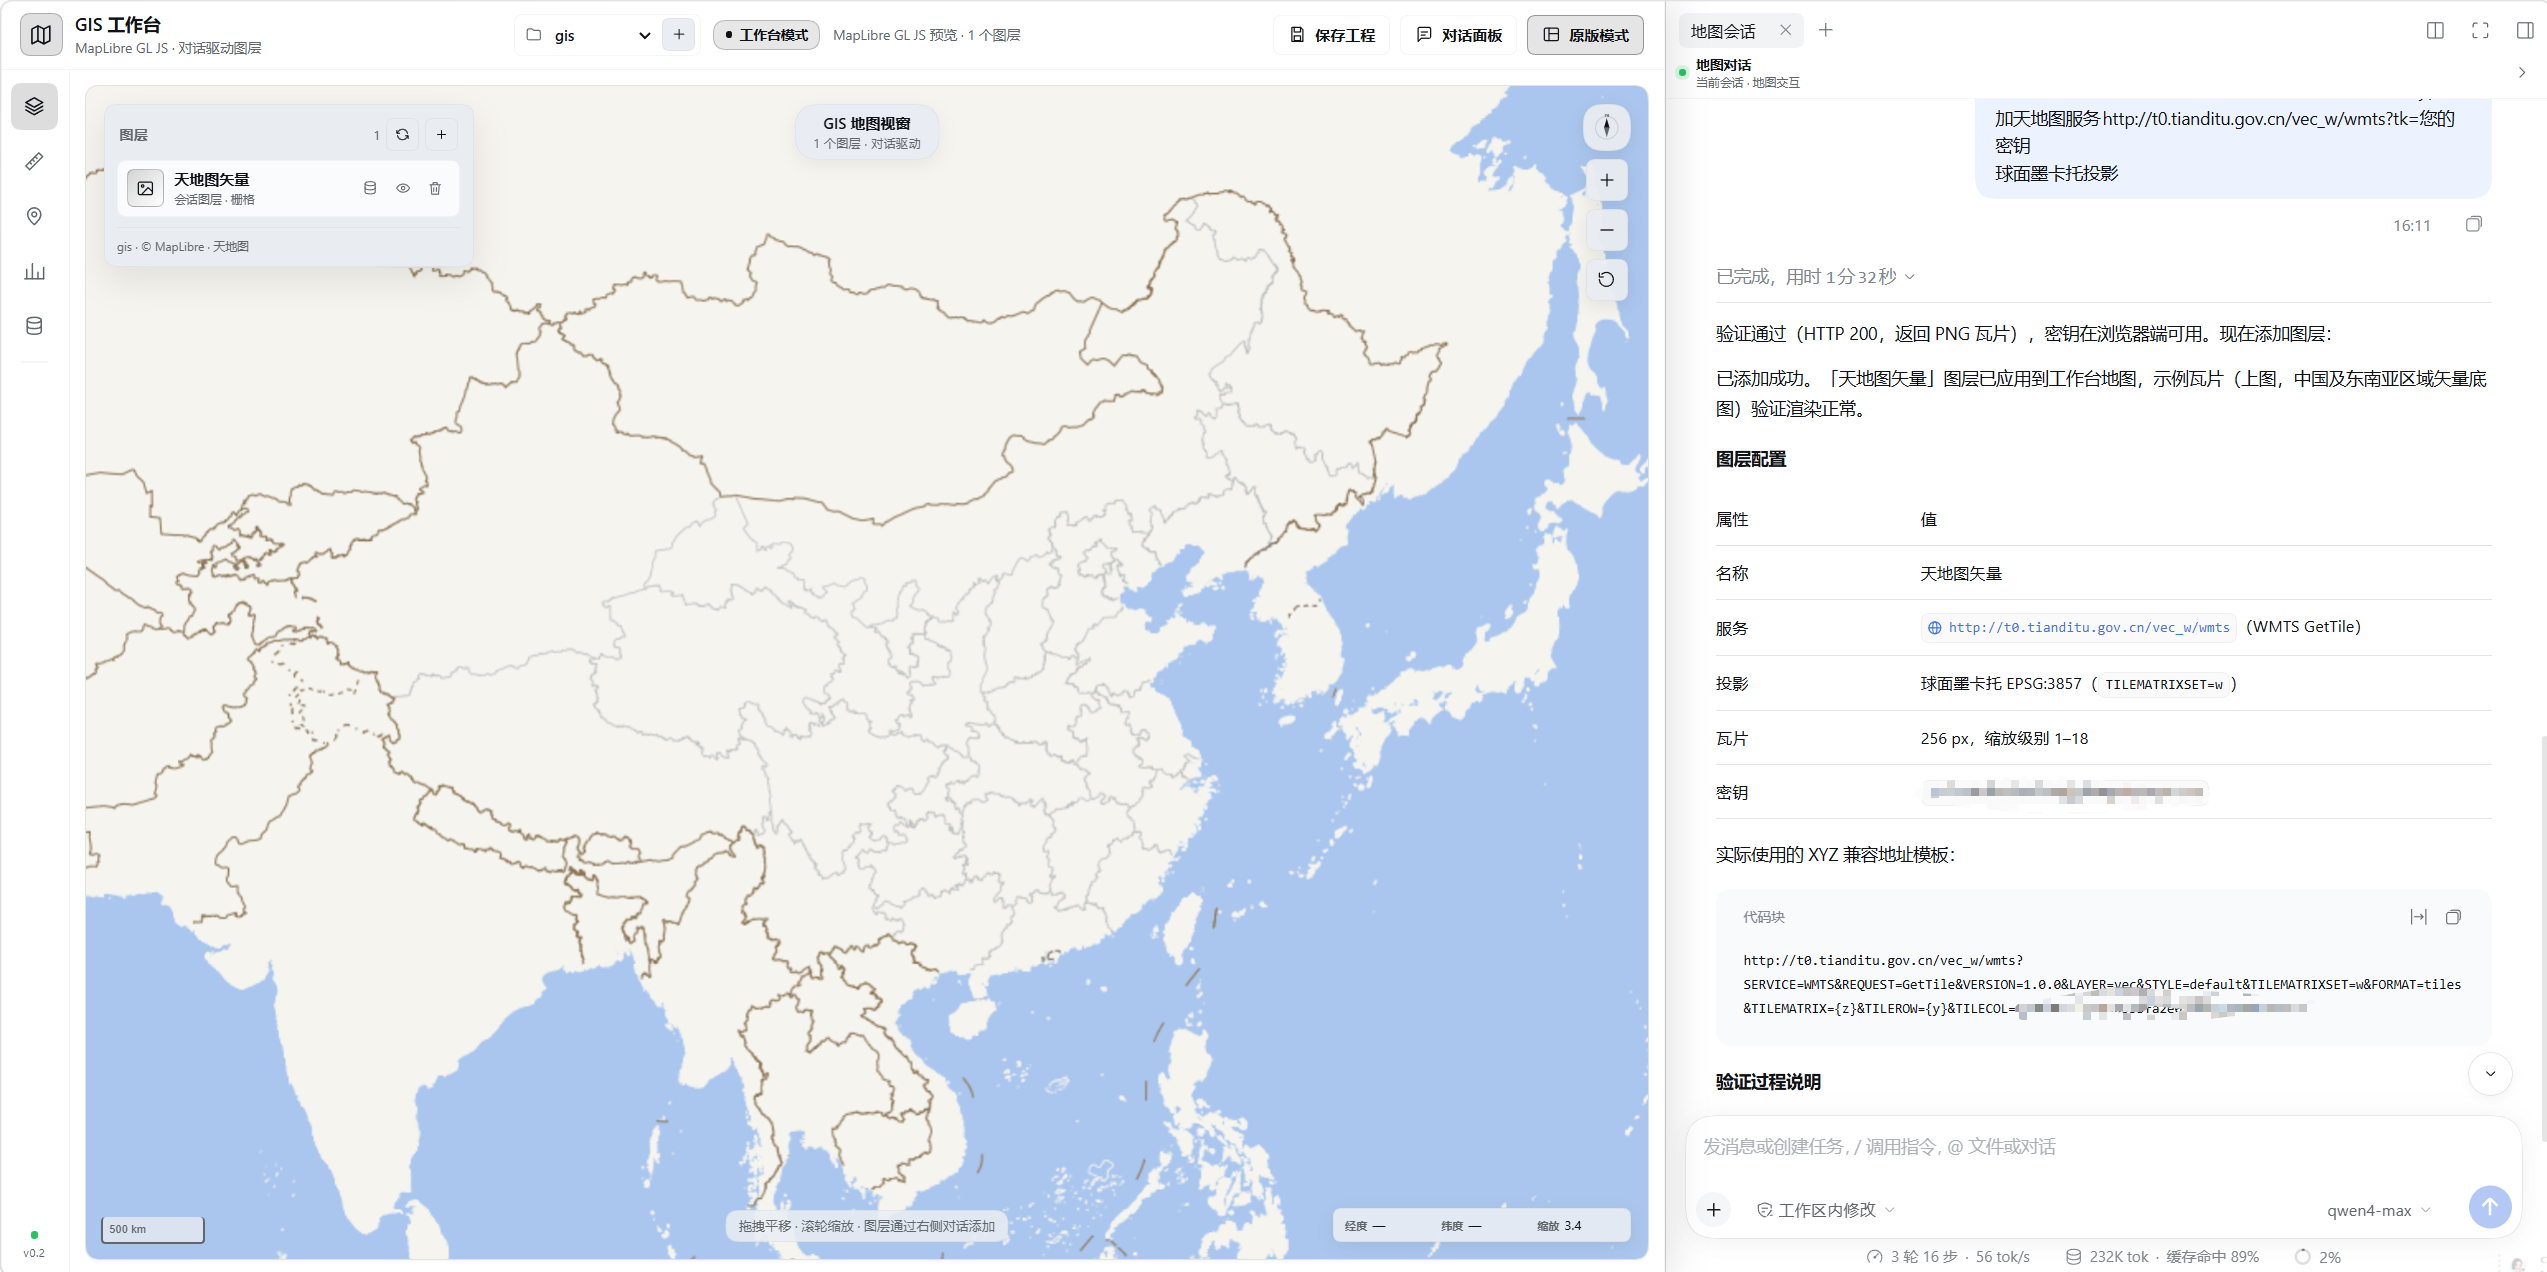 GIS 工作台
MapLibre GL JS · 对话驱动图层
gis
工作台模式
MapLibre GL JS 预览 · 1 个图层
保存工程
对话面板
原版模式
图层
1
天地图矢量
会话图层 · 栅格
gis · © MapLibre · 天地图
GIS 地图视窗
1 个图层 · 对话驱动
500 km
拖拽平移 · 滚轮缩放 · 图层通过右侧对话添加
经度 — 纬度 — 缩放 3.4
v0.2
地图会话
地图对话
当前会话 · 地图交互
加天地图服务http://t0.tianditu.gov.cn/vec_w/wmts?tk=您的
密钥
球面墨卡托投影
16:11
已完成，用时 1分32秒
验证通过（HTTP 200，返回 PNG 瓦片），密钥在浏览器端可用。现在添加图层：
已添加成功。「天地图矢量」图层已应用到工作台地图，示例瓦片（上图，中国及东南亚区域矢量底
图）验证渲染正常。
图层配置
属性 值
名称 天地图矢量
服务 http://t0.tianditu.gov.cn/vec_w/wmts (WMTS GetTile)
投影 球面墨卡托 EPSG:3857（ TILEMATRIXSET=w ）
瓦片 256 px，缩放级别 1–18
密钥
实际使用的 XYZ 兼容地址模板：
代码块
http://t0.tianditu.gov.cn/vec_w/wmts?
SERVICE=WMTS&REQUEST=GetTile&VERSION=1.0.0&LAYER=vec&STYLE=default&TILEMATRIXSET=w&FORMAT=tiles
&TILEMATRIX={z}&TILEROW={y}&TILECOL=
验证过程说明
发消息或创建任务, / 调用指令, @ 文件或对话
工作区内修改
qwen4-max
3 轮 16 步 · 56 tok/s
232K tok · 缓存命中 89%
2%